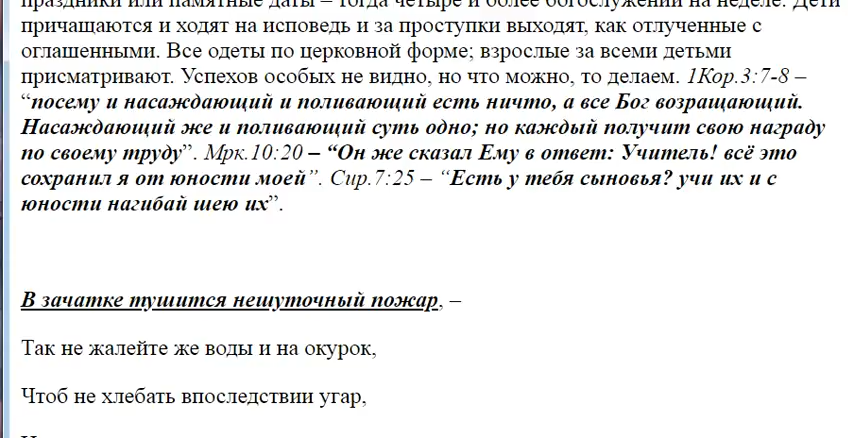 праздники или памятные даты – тогда четыре и более богослужений на неделе. Дети
причащаются и ходят на исповедь и за проступки выходят, как отлученные с
оглашенными. Все одеты по церковной форме; взрослые за всеми детьми
присматривают. Успехов особых не видно, но что можно, то делаем. 1Кор.3:7-8 –
“посему и насаждающий и поливающий есть ничто, а все Бог возращающий.
Насаждающий же и поливающий суть одно; но каждый получит свою награду
по своему труду”. Мрк.10:20 – “Он же сказал Ему в ответ: Учитель! всё это
сохранил я от юности моей”. Сир.7:25 – “Есть у тебя сыновья? учи их и с
юности нагибай шею их”.
В зачатке тушится нешуточный пожар, –
Так не жалейте же воды и на окурок,
Чтоб не хлебать впоследствии угар,